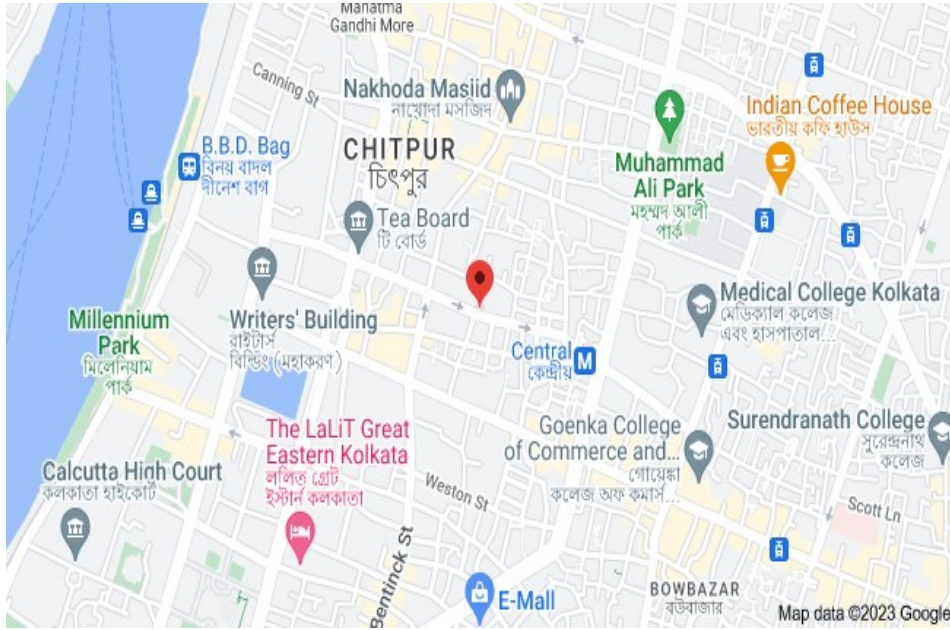 Mahatma
Gandhi More
Canning St
Nakhoda Masjid
নাখোদা মসজিদ
Indian Coffee House
ভারতীয় কফি হাউস
B.B.D. Bag
বিনয় বাদল
দীনেশ বাগ
CHITPUR
চিৎপুর
Muhammad
Ali Park
মহম্মদ আলী
পার্ক
Tea Board
টি বোর্ড
Medical College Kolkata
মেডিক্যাল কলেজ
এবং হাসপাতাল...
Millennium
Park
মিলেনিয়াম
পার্ক
Writers' Building
রাইটার্স
বিল্ডিং (মহাকরণ)
Central
কেন্দ্রীয়
M
The LaLiT Great
Eastern Kolkata
ললিত গ্রেট
ইস্টার্ন কলকাতা
Goenka College
of Commerce and...
গোয়েঙ্কা
কলেজ অফ কমার্স...
Surendranath College
সুরেন্দ্রনাথ
কলেজ
Calcutta High Court
কলকাতা হাইকোর্ট
Weston St
Scott Ln
Bentinck St
E-Mall
BOWBAZAR
বউবাজার
Map data ©2023 Google